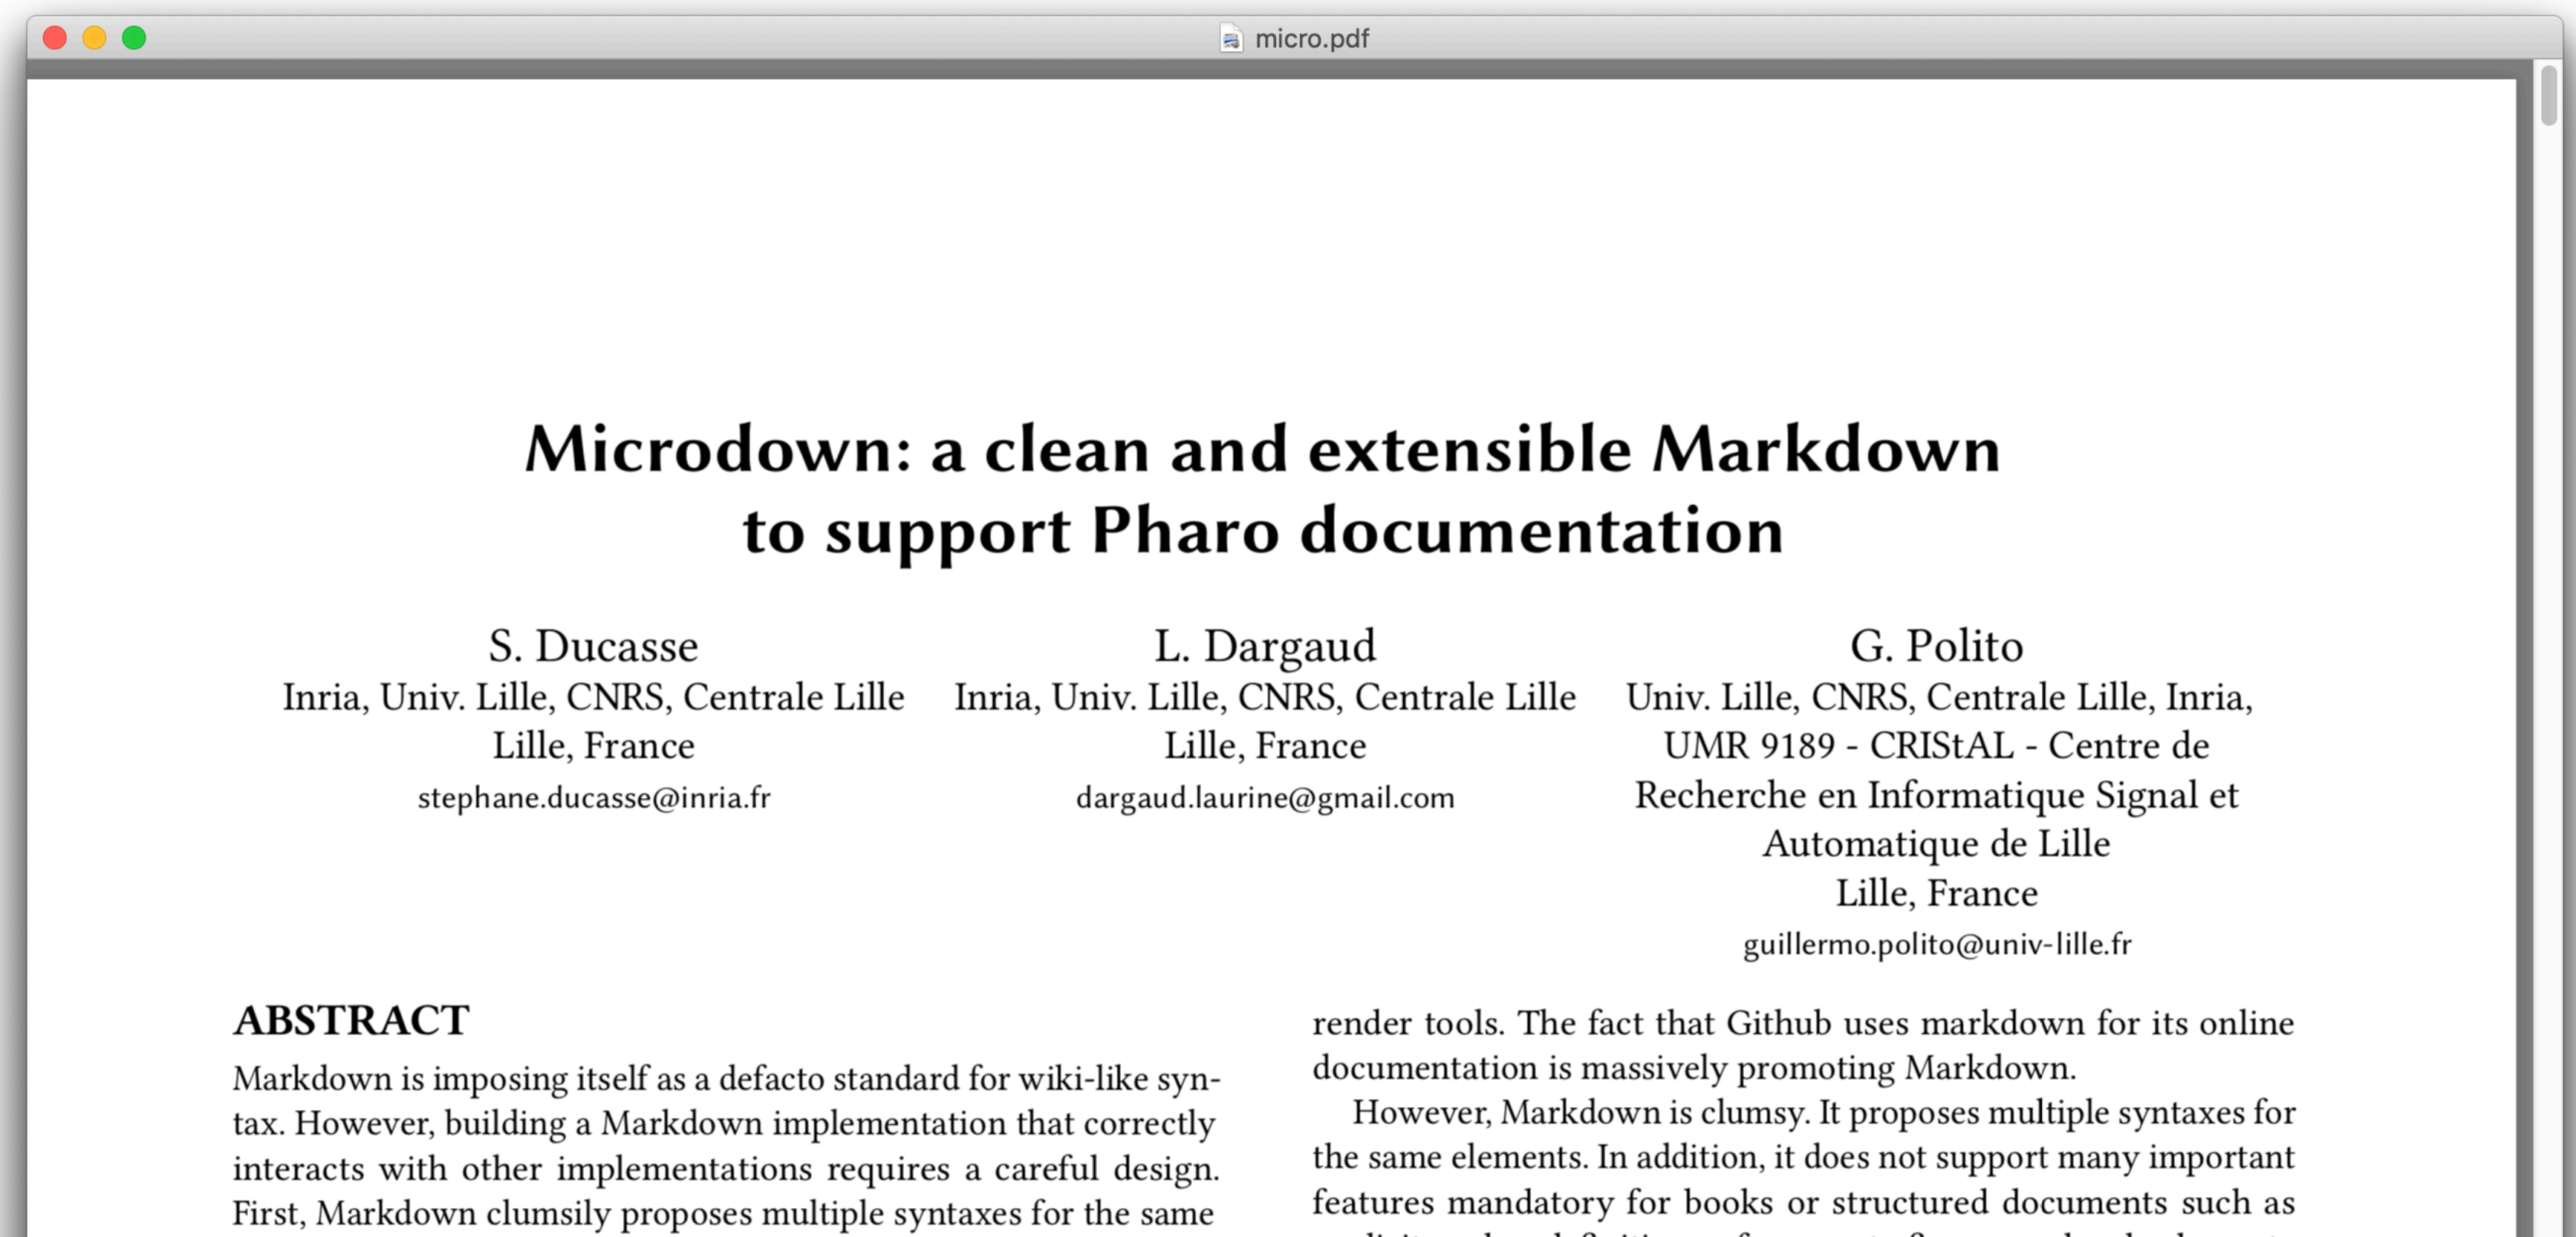 micro.pdf
Microdown: a clean and extensible Markdown
to support Pharo documentation
S. Ducasse
Inria, Univ. Lille, CNRS, Centrale Lille
Lille, France
stephane.ducasse@inria.fr
L. Dargaud
Inria, Univ. Lille, CNRS, Centrale Lille
Lille, France
dargaud.laurine@gmail.com
G. Polito
Univ. Lille, CNRS, Centrale Lille, Inria,
UMR 9189 - CRIStAL - Centre de
Recherche en Informatique Signal et
Automatique de Lille
Lille, France
guillermo.polito@univ-lille.fr
ABSTRACT
Markdown is imposing itself as a defacto standard for wiki-like syn-
tax. However, building a Markdown implementation that correctly
interacts with other implementations requires a careful design.
First, Markdown clumsily proposes multiple syntaxes for the same
render tools. The fact that Github uses markdown for its online
documentation is massively promoting Markdown.
However, Markdown is clumsy. It proposes multiple syntaxes for
the same elements. In addition, it does not support many important
features mandatory for books or structured documents such as